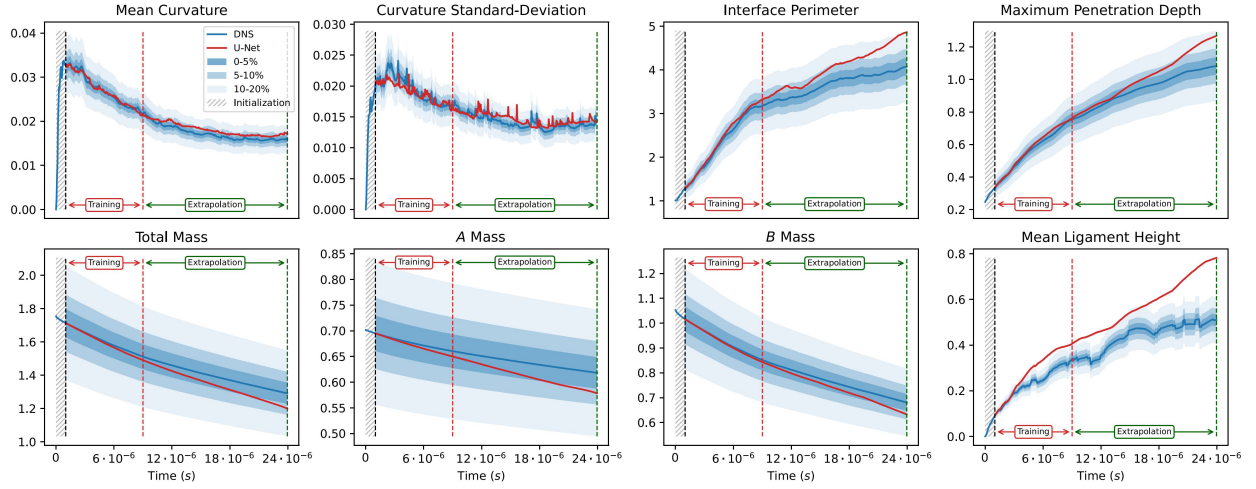 Mean Curvature
0.04
0.03
0.02
0.01
0.00
DNS
U-Net
0-5%
5-10%
10-20%
Initialization
Training
Extrapolation
Curvature Standard-Deviation
0.030
0.025
0.020
0.015
0.010
0.005
0.000
Training
Extrapolation
Interface Perimeter
5
4
3
2
1
Training
Extrapolation
Maximum Penetration Depth
1.2
1.0
0.8
0.6
0.4
0.2
Training
Extrapolation
Total Mass
2.0
1.8
1.6
1.4
1.2
1.0
Training
Extrapolation
0 6·10⁻⁶ 12·10⁻⁶ 18·10⁻⁶ 24·10⁻⁶
Time (s)
A Mass
0.85
0.80
0.75
0.70
0.65
0.60
0.55
0.50
Training
Extrapolation
0 6·10⁻⁶ 12·10⁻⁶ 18·10⁻⁶ 24·10⁻⁶
Time (s)
B Mass
1.2
1.1
1.0
0.9
0.8
0.7
0.6
Training
Extrapolation
0 6·10⁻⁶ 12·10⁻⁶ 18·10⁻⁶ 24·10⁻⁶
Time (s)
Mean Ligament Height
0.8
0.6
0.4
0.2
0.0
Training
Extrapolation
0 6·10⁻⁶ 12·10⁻⁶ 18·10⁻⁶ 24·10⁻⁶
Time (s)